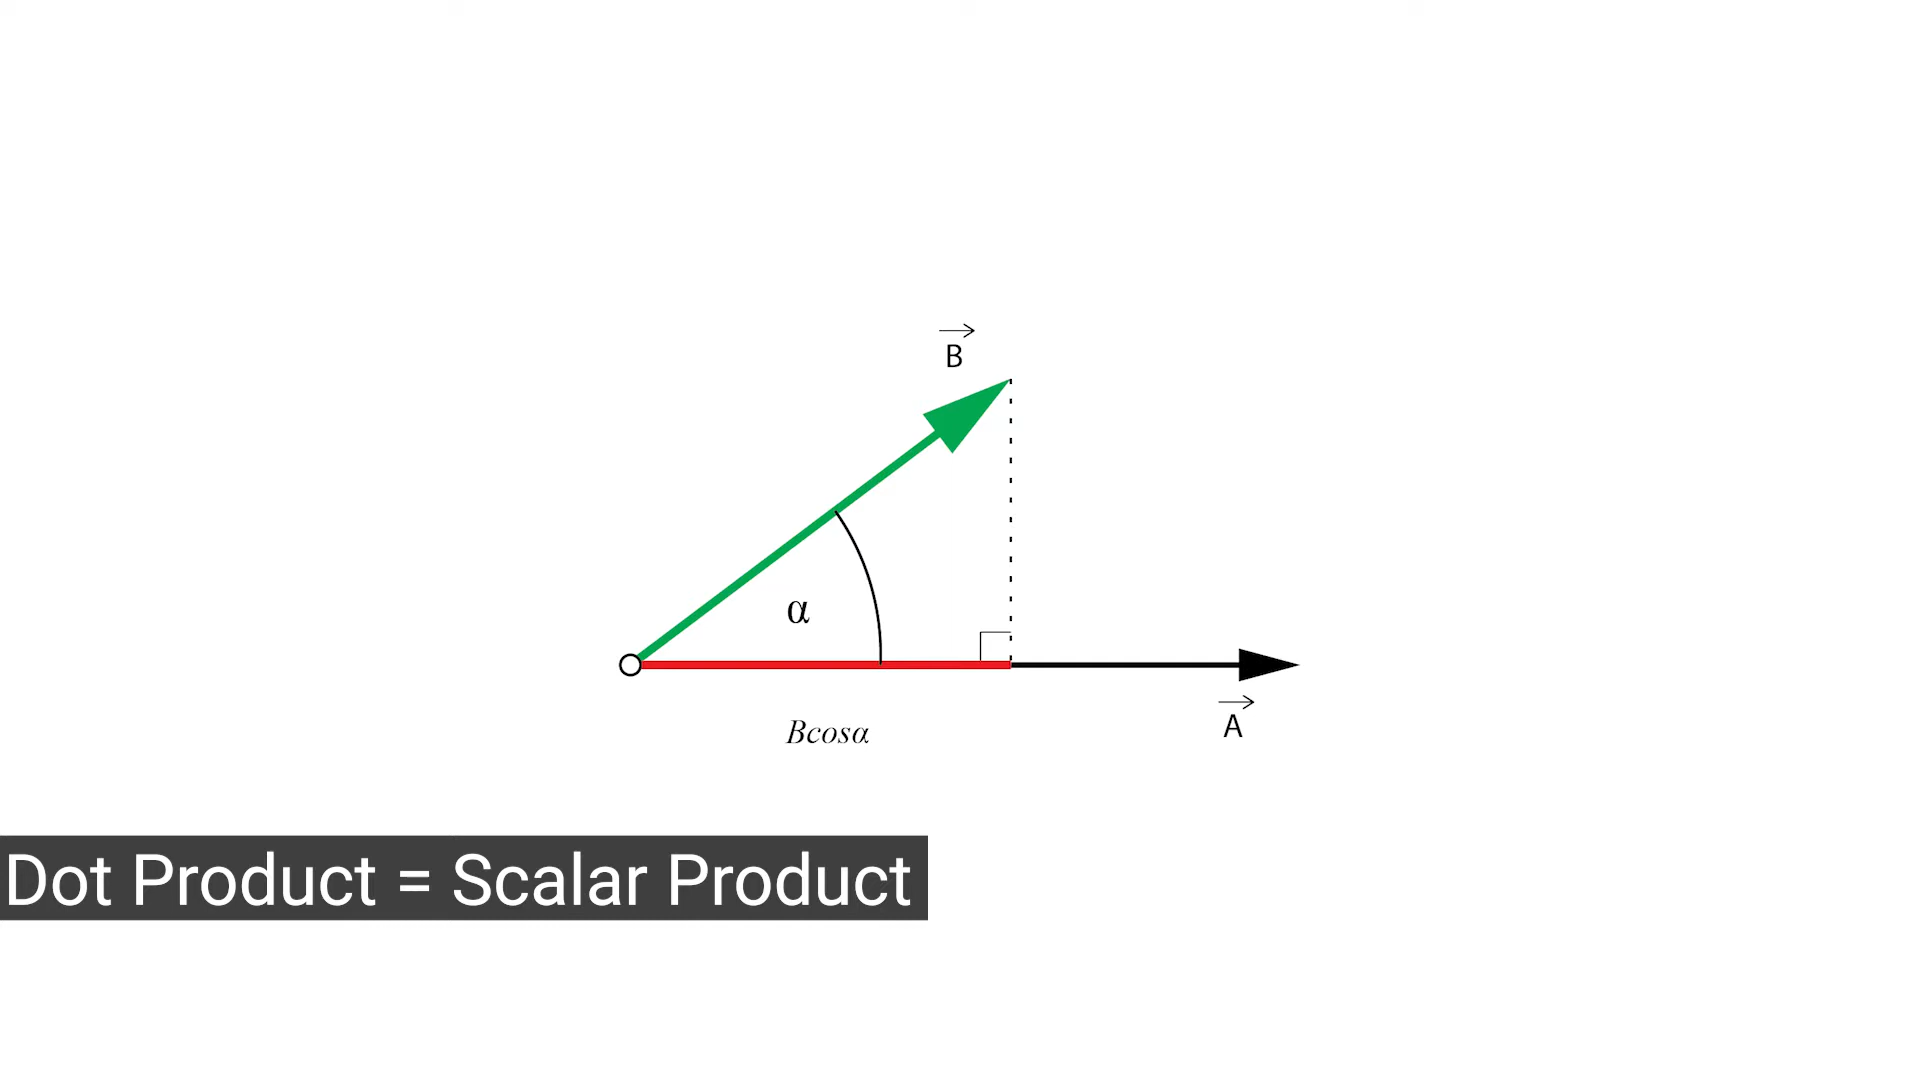 B
α
A
Bcosα
Dot Product = Scalar Product